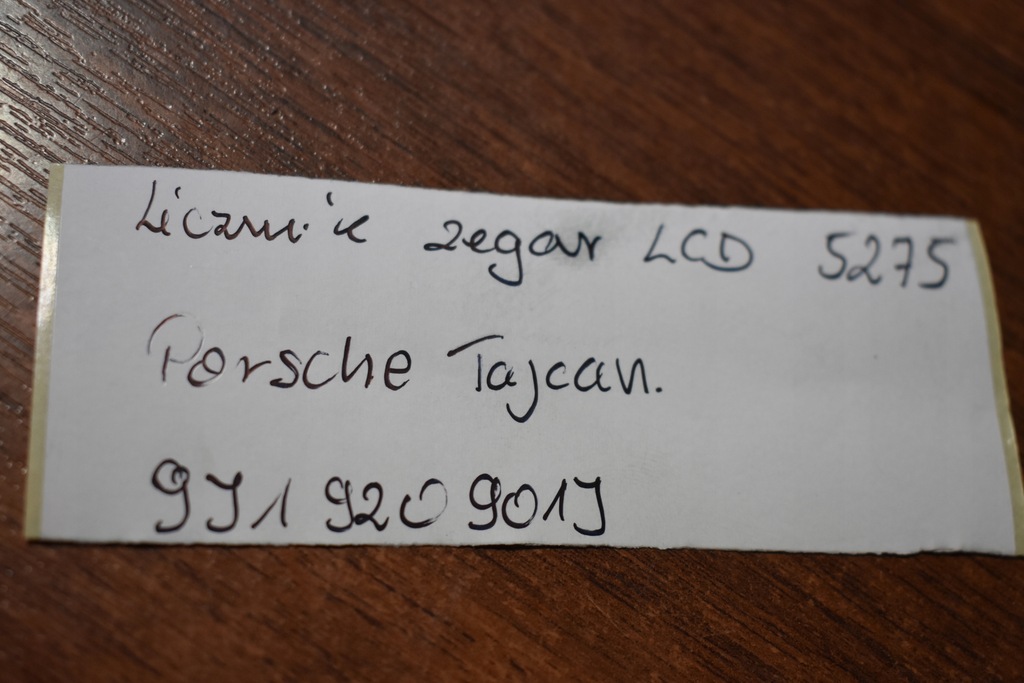 Licznik zegar LCD 5275
Porsche Tajcan.
9J1 920 901J